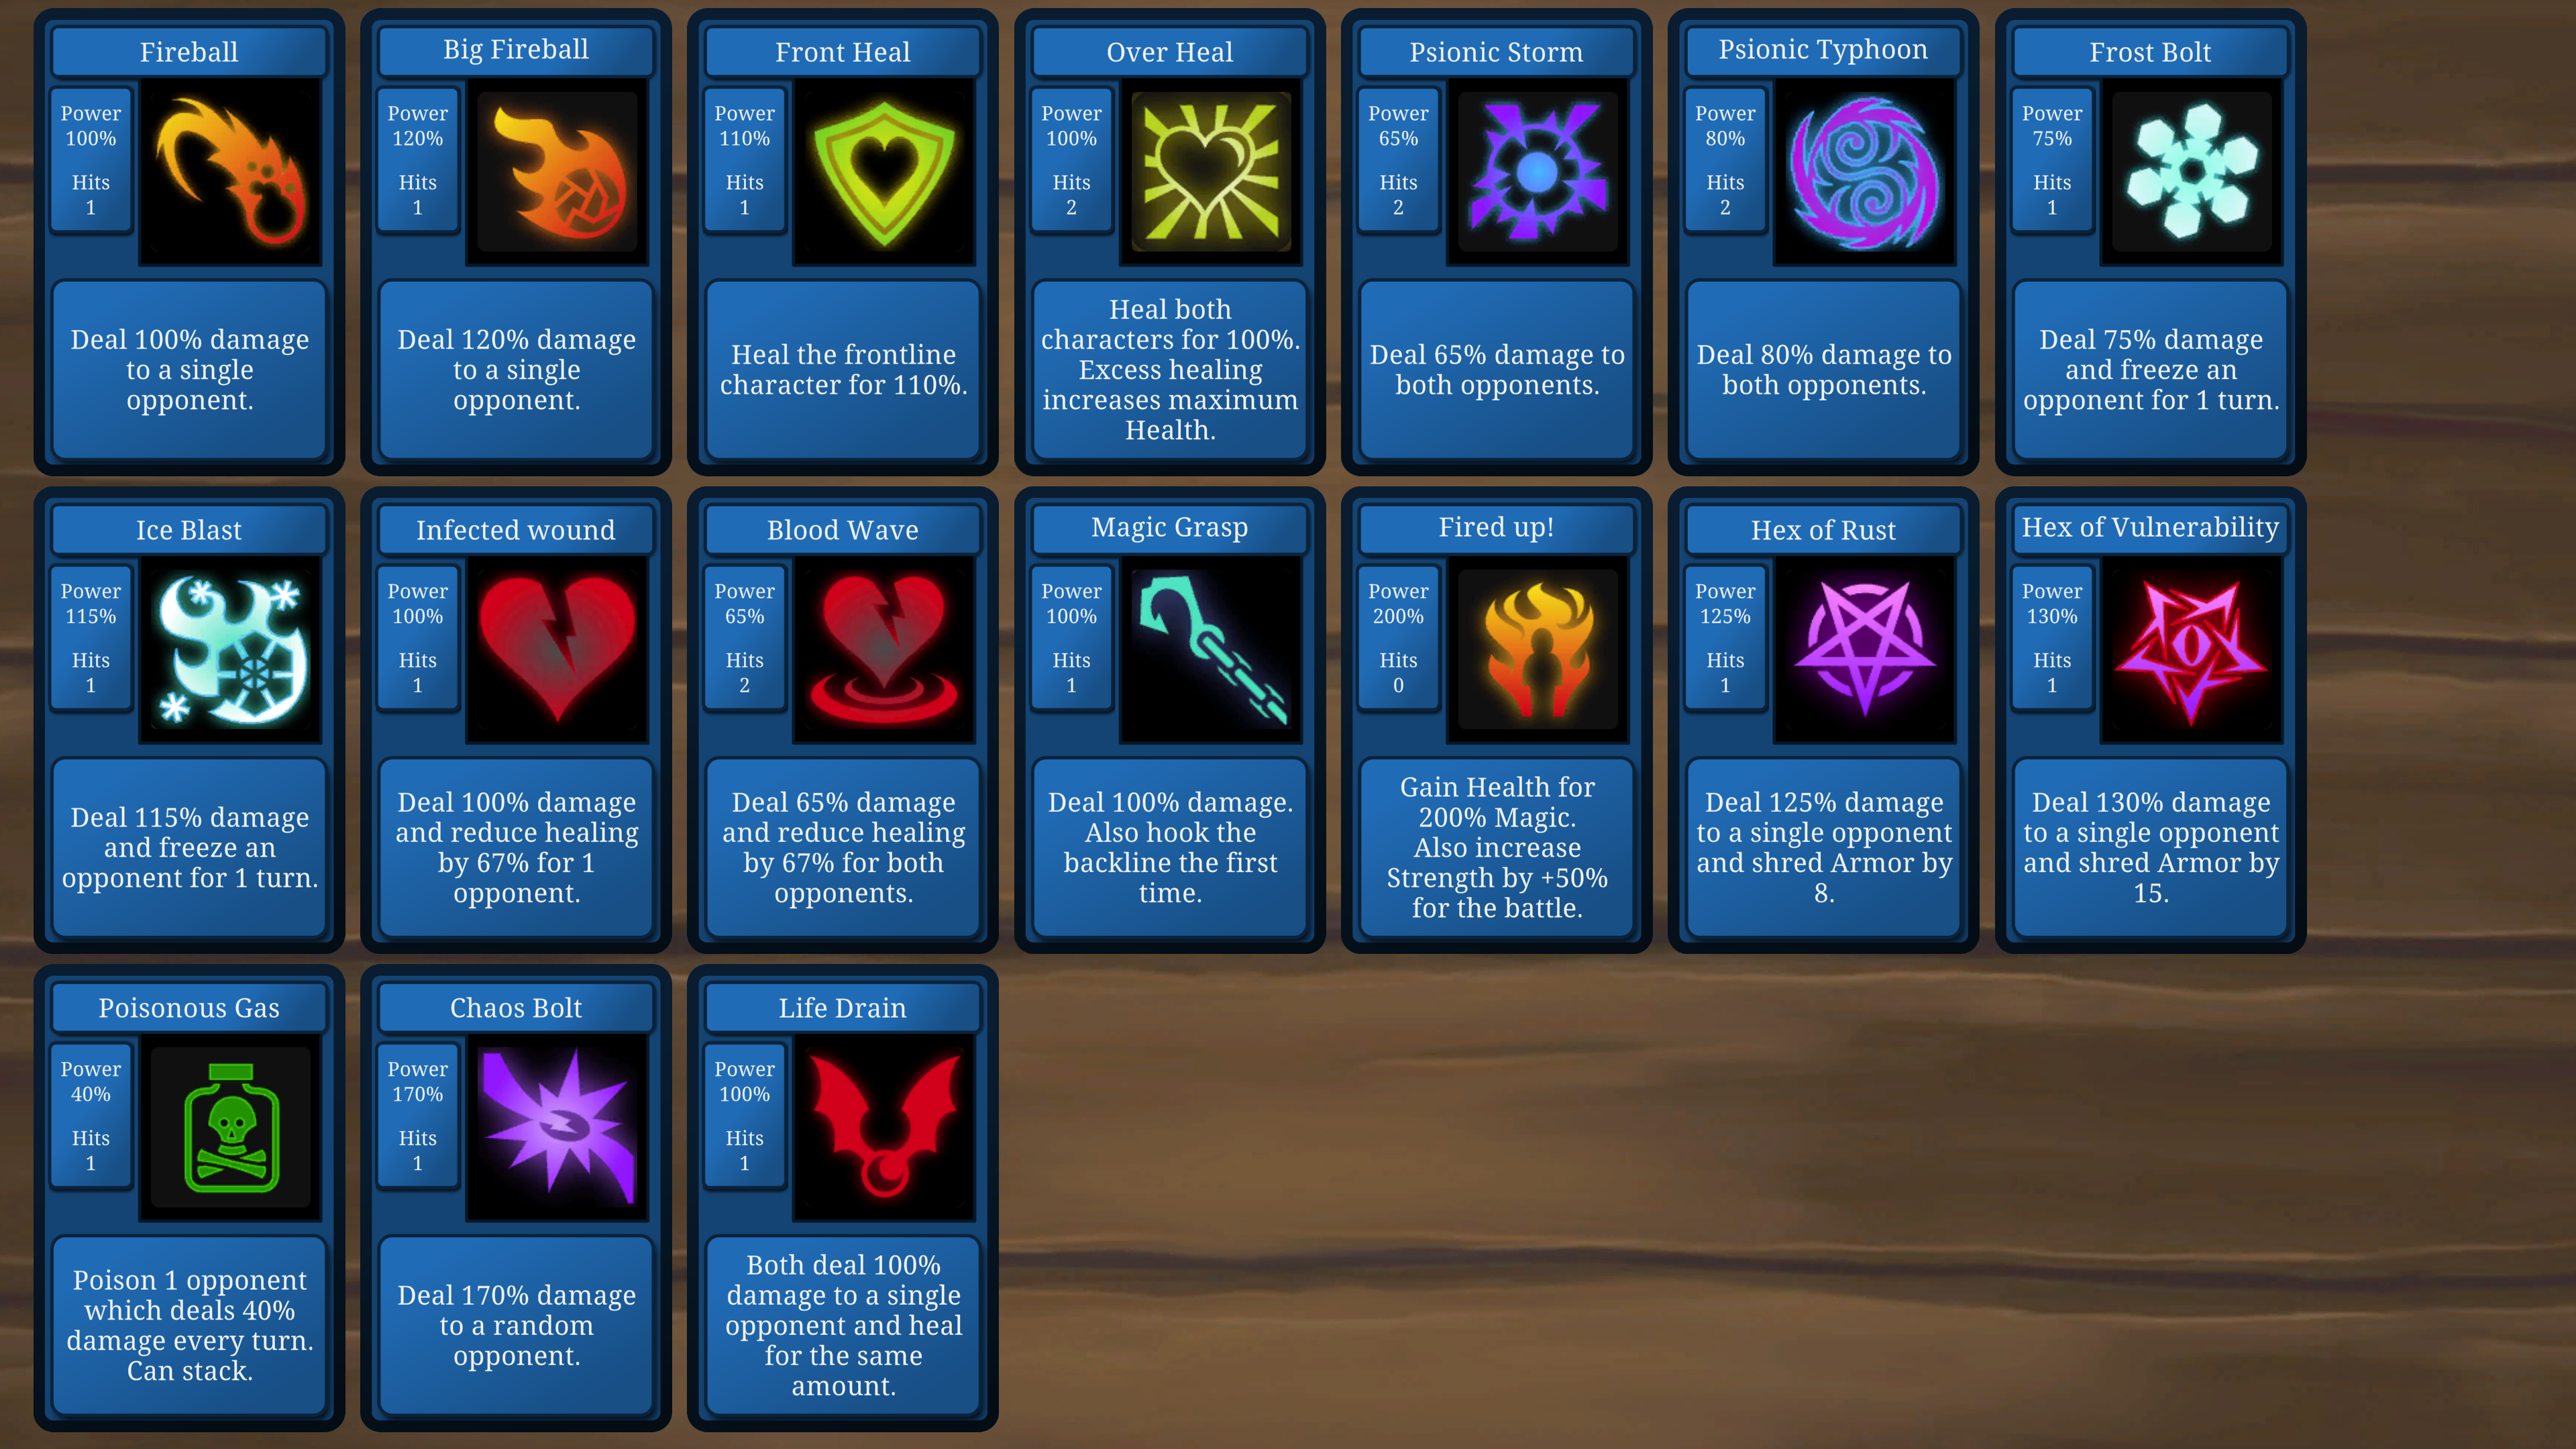 Fireball
Power
100%
Hits
1
Deal 100% damage
to a single
opponent.
Big Fireball
Power
120%
Hits
1
Deal 120% damage
to a single
opponent.
Front Heal
Power
110%
Hits
1
Heal the frontline
character for 110%.
Over Heal
Power
100%
Hits
2
Heal both
characters for 100%.
Excess healing
increases maximum
Health.
Psionic Storm
Power
65%
Hits
2
Deal 65% damage to
both opponents.
Psionic Typhoon
Power
80%
Hits
2
Deal 80% damage to
both opponents.
Frost Bolt
Power
75%
Hits
1
Deal 75% damage
and freeze an
opponent for 1 turn.
Ice Blast
Power
115%
Hits
1
Deal 115% damage
and freeze an
opponent for 1 turn.
Infected wound
Power
100%
Hits
1
Deal 100% damage
and reduce healing
by 67% for 1
opponent.
Blood Wave
Power
65%
Hits
2
Deal 65% damage
and reduce healing
by 67% for both
opponents.
Magic Grasp
Power
100%
Hits
1
Deal 100% damage.
Also hook the
backline the first
time.
Fired up!
Power
200%
Hits
0
Gain Health for
200% Magic.
Also increase
Strength by +50%
for the battle.
Hex of Rust
Power
125%
Hits
1
Deal 125% damage
to a single opponent
and shred Armor by
8.
Hex of Vulnerability
Power
130%
Hits
1
Deal 130% damage
to a single opponent
and shred Armor by
15.
Poisonous Gas
Power
40%
Hits
1
Poison 1 opponent
which deals 40%
damage every turn.
Can stack.
Chaos Bolt
Power
170%
Hits
1
Deal 170% damage
to a random
opponent.
Life Drain
Power
100%
Hits
1
Both deal 100%
damage to a single
opponent and heal
for the same
amount.